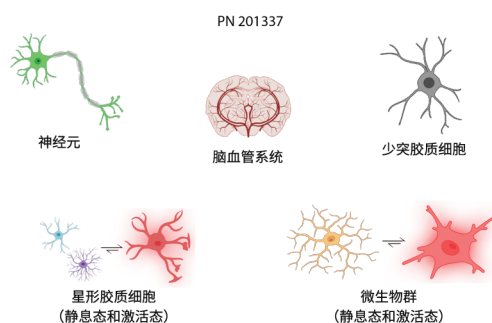 PN 201337
神经元
脑血管系统
少突胶质细胞
星形胶质细胞
（静息态和激活态）
微生物群
（静息态和激活态）